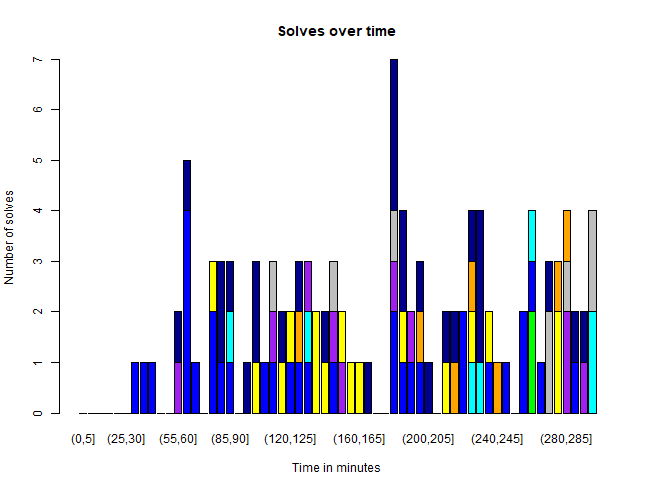 Solves over time
Number of solves
7
6
5
4
3
2
1
0
(0,5] (25,30] (55,60] (85,90] (120,125] (160,165] (200,205] (240,245] (280,285]
Time in minutes